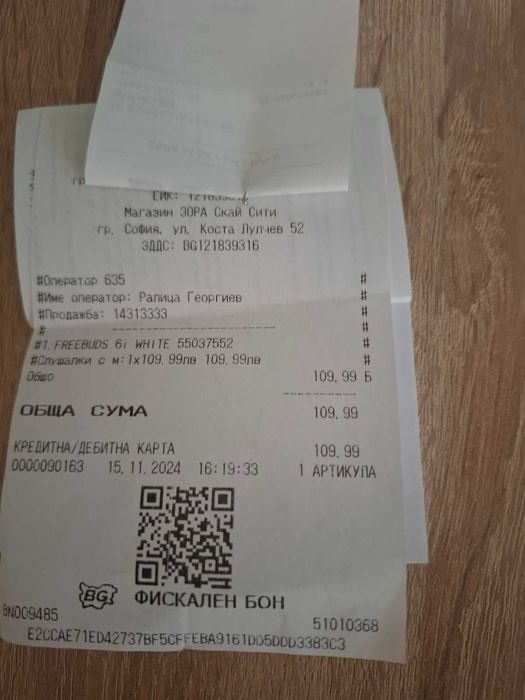 Магазин ЗОРА Скай Сити
гр. София, ул. Коста Лулчев 52
ЗДДС: BG121839316
#Оператор 635 #
#Име оператор: Ралица Георгиев #
#Продажба: 14313333 #
# ------------------------ #
#1. FREEBUDS 6i WHITE 55037552 #
#Слушалки с м:1x109.99лв 109.99лв #
Общо 109.99 Б
ОБЩА СУМА 109.99
КРЕДИТНА/ДЕБИТНА КАРТА 109.99
0000090163 15.11.2024 16:19:33 1 АРТИКУЛА
BG ФИСКАЛЕН БОН
BN009485 51010368
E2CCAE71ED42737BF5CFFEBA9161DD5DDD3383C3